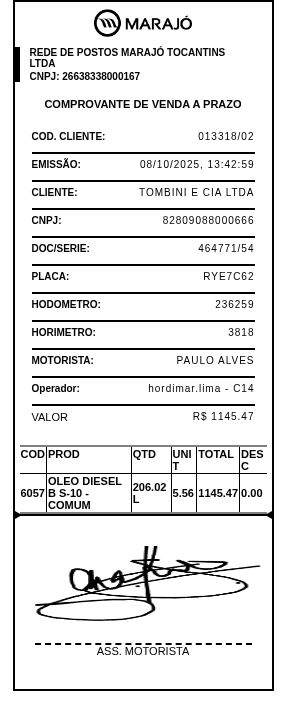 MARAJÓ
REDE DE POSTOS MARAJÓ TOCANTINS
LTDA
CNPJ: 26638338000167
COMPROVANTE DE VENDA A PRAZO
COD. CLIENTE: 013318/02
EMISSÃO: 08/10/2025, 13:42:59
CLIENTE: TOMBINI E CIA LTDA
CNPJ: 82809088000666
DOC/SERIE: 464771/54
PLACA: RYE7C62
HODOMETRO: 236259
HORIMETRO: 3818
MOTORISTA: PAULO ALVES
Operador: hordimar.lima - C14
VALOR R$ 1145.47
COD PROD QTD UNI TOTAL DES
T C
OLEO DIESEL
6057 B S-10 - 206.02 5.56 1145.47 0.00
COMUM L
ASS. MOTORISTA